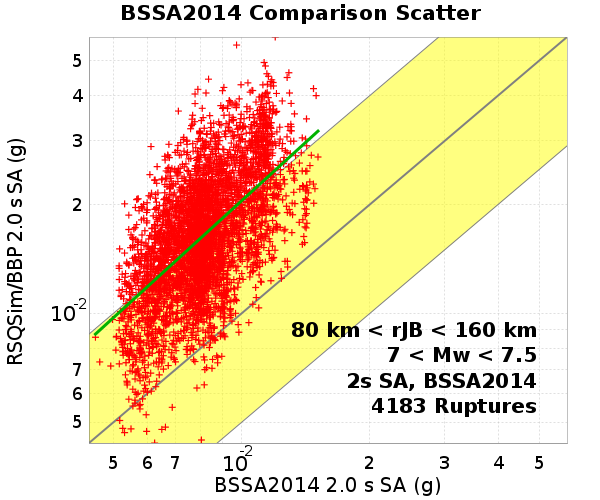 BSSA2014 Comparison Scatter
RSQSim/BBP 2.0 s SA (g)
5
4
3
2
10-2
7
6
5
80 km < rJB < 160 km
7 < Mw < 7.5
2s SA, BSSA2014
4183 Ruptures
5 6 7 10-2 2 3 4 5
BSSA2014 2.0 s SA (g)